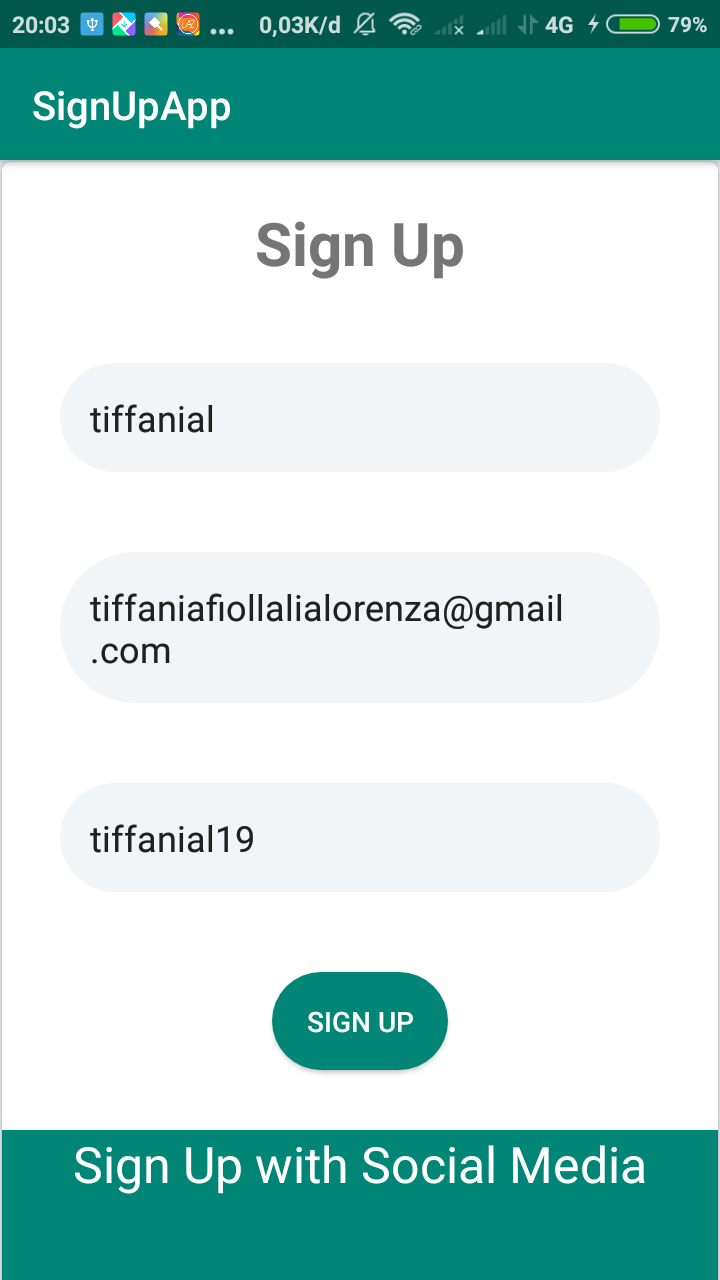 20:03 ... 0,03K/d 4G 79%
SignUpApp
Sign Up
tiffanial
tiffaniafiollalialorenza@gmail
.com
tiffanial19
SIGN UP
Sign Up with Social Media